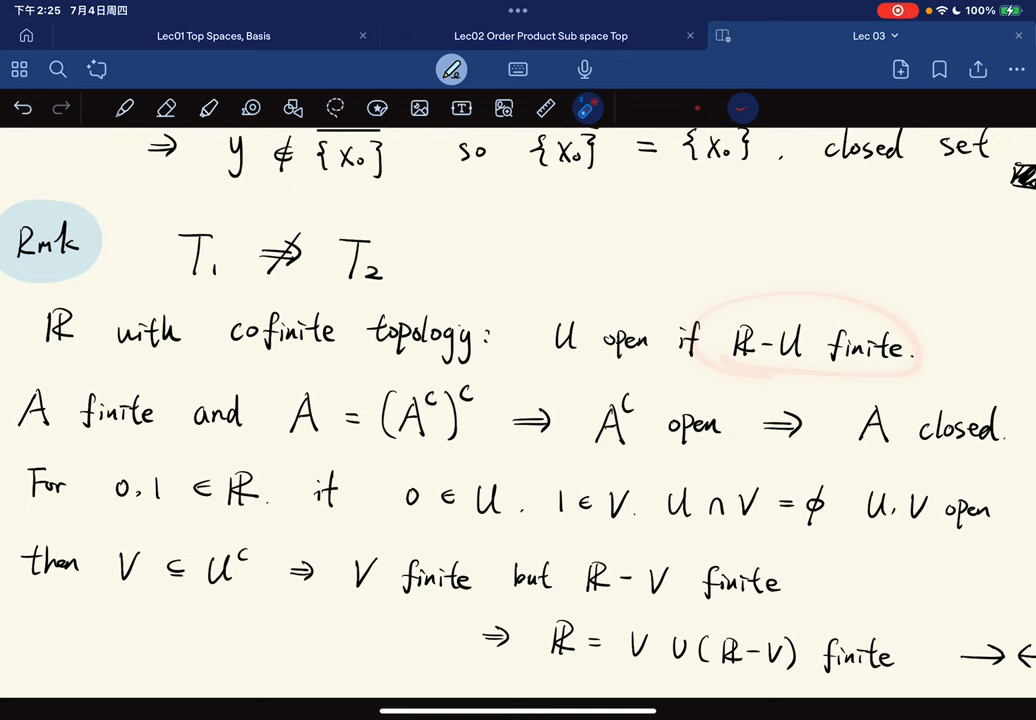 下午2:25 7月4日周四
100%
Lec01 Top Spaces, Basis
Lec02 Order Product Sub space Top
Lec 03
⇒ y ∉ \overline{{x₀}} so \overline{{x₀}} = {x₀}. closed set
Rmk T₁ ⇏ T₂
ℝ with cofinite topology: U open if ℝ-U finite.
A finite and A = (Aᶜ)ᶜ ⇒ Aᶜ open ⇒ A closed.
For 0,1 ∈ ℝ. if 0 ∈ U. 1 ∈ V. U ∩ V = ϕ U, V open
then V ⊆ Uᶜ ⇒ V finite but ℝ - V finite
⇒ ℝ = V ∪ (ℝ-V) finite →←